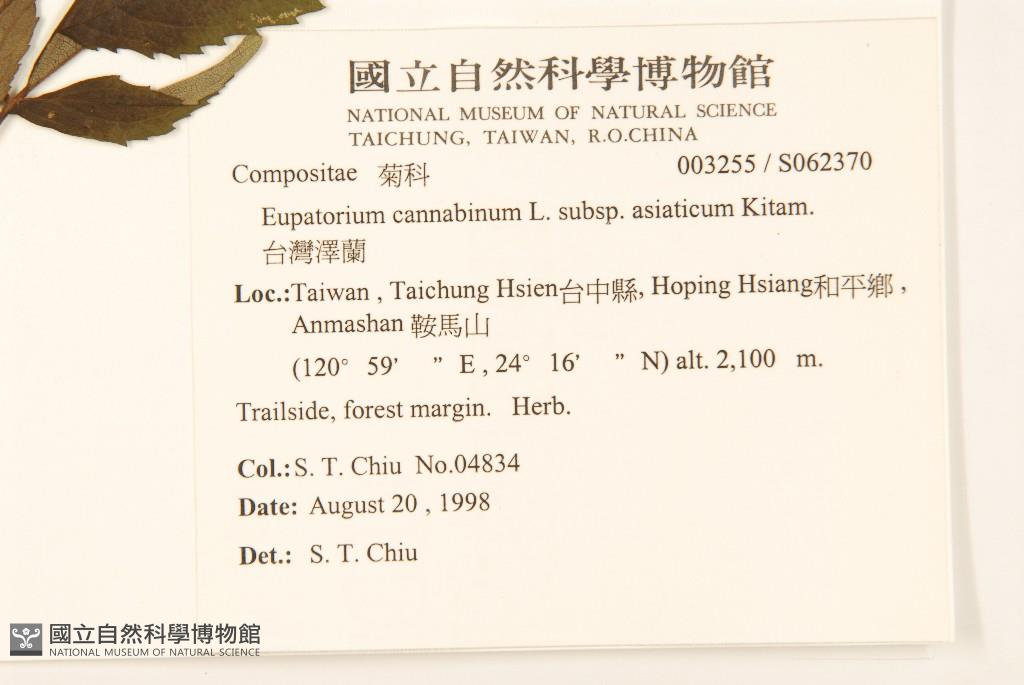 國立自然科學博物館
NATIONAL MUSEUM OF NATURAL SCIENCE
TAICHUNG, TAIWAN, R.O.CHINA
Compositae 菊科 003255 / S062370
Eupatorium cannabinum L. subsp. asiaticum Kitam.
台灣澤蘭
Loc.:Taiwan , Taichung Hsien台中縣, Hoping Hsiang和平鄉 ,
Anmashan 鞍馬山
(120° 59’ ” E , 24° 16’ ” N) alt. 2,100 m.
Trailside, forest margin. Herb.
Col.: S. T. Chiu No.04834
Date: August 20 , 1998
Det.: S. T. Chiu
國立自然科學博物館
NATIONAL MUSEUM OF NATURAL SCIENCE